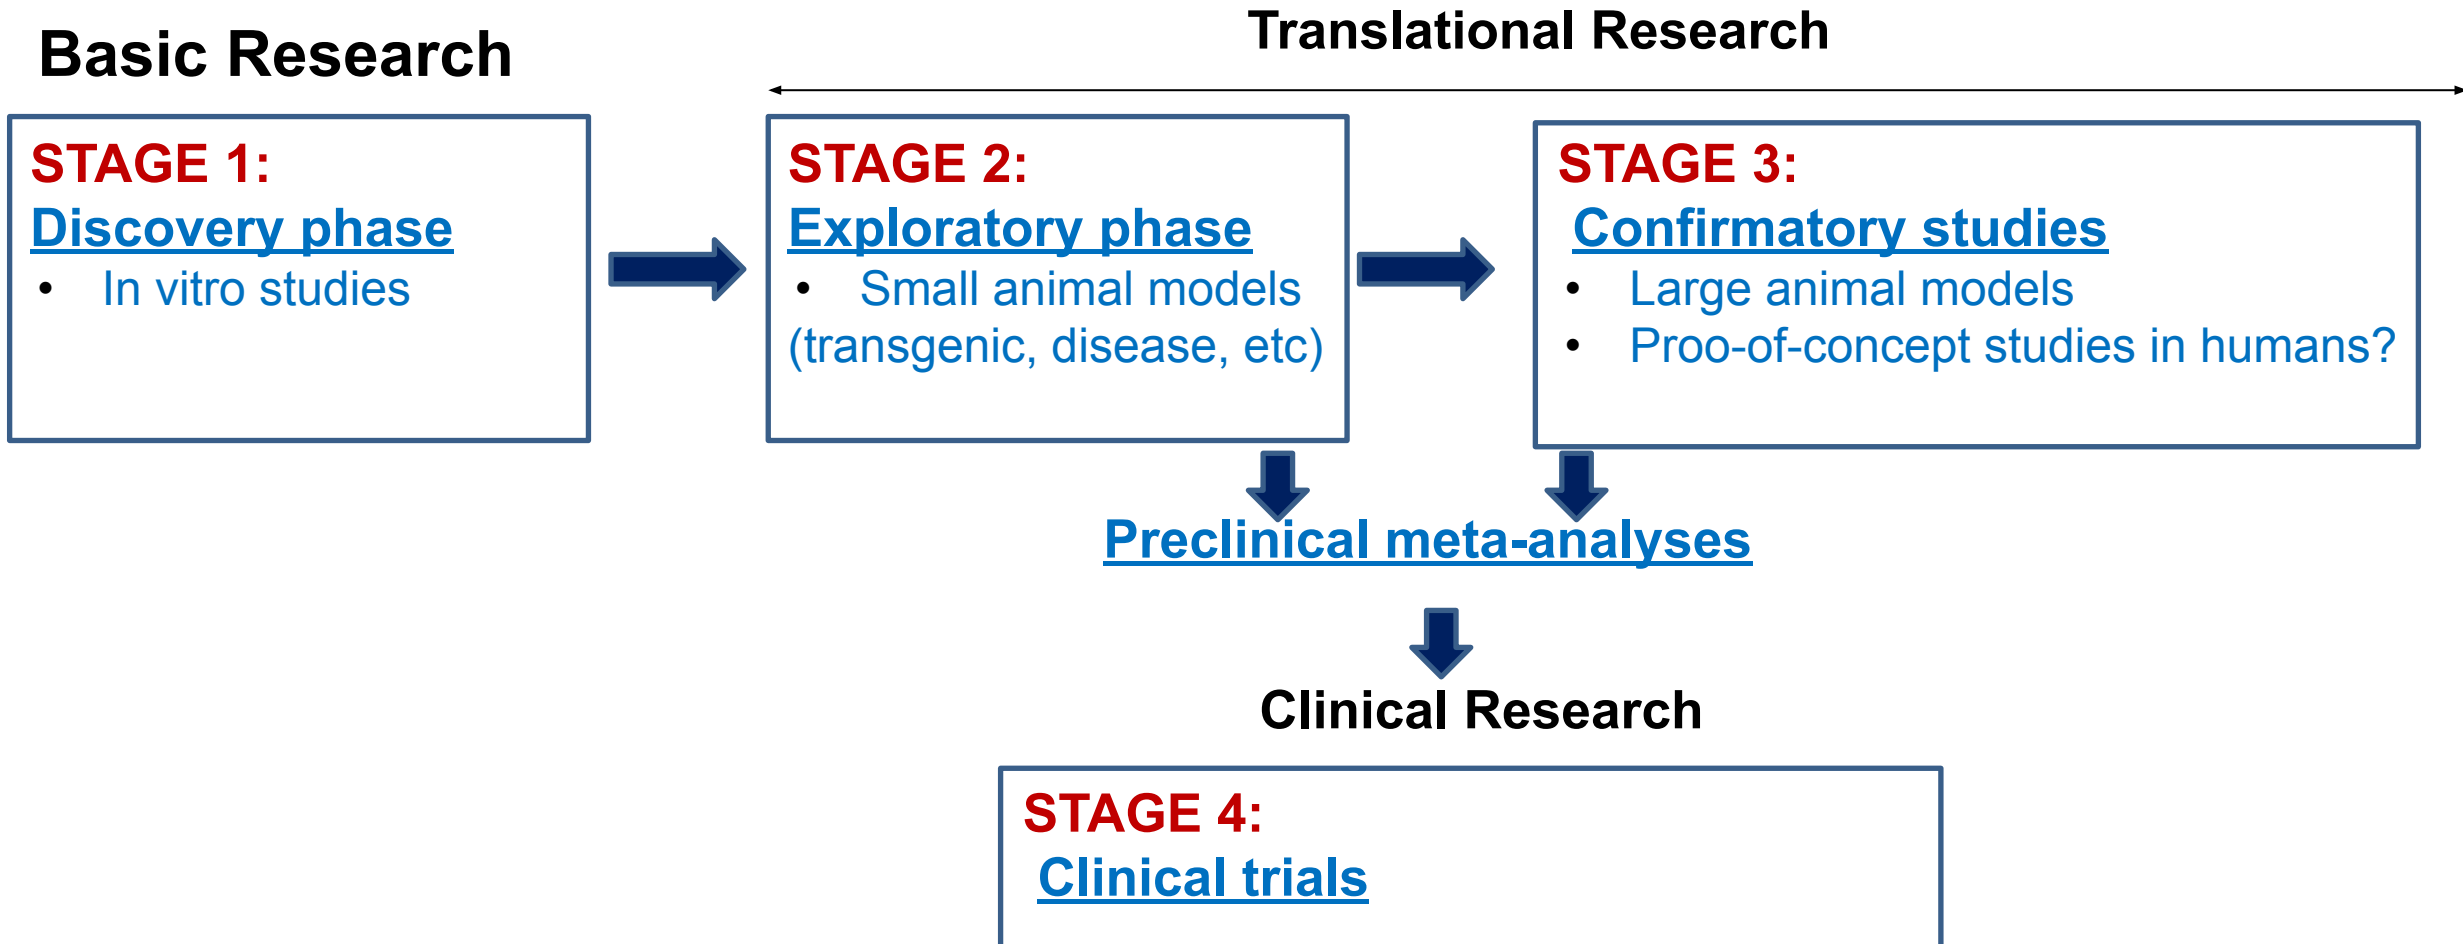 Basic Research
Translational Research
STAGE 1:
Discovery phase
• In vitro studies
STAGE 2:
Exploratory phase
• Small animal models
(transgenic, disease, etc)
STAGE 3:
Confirmatory studies
• Large animal models
• Proo-of-concept studies in humans?
Preclinical meta-analyses
Clinical Research
STAGE 4:
Clinical trials